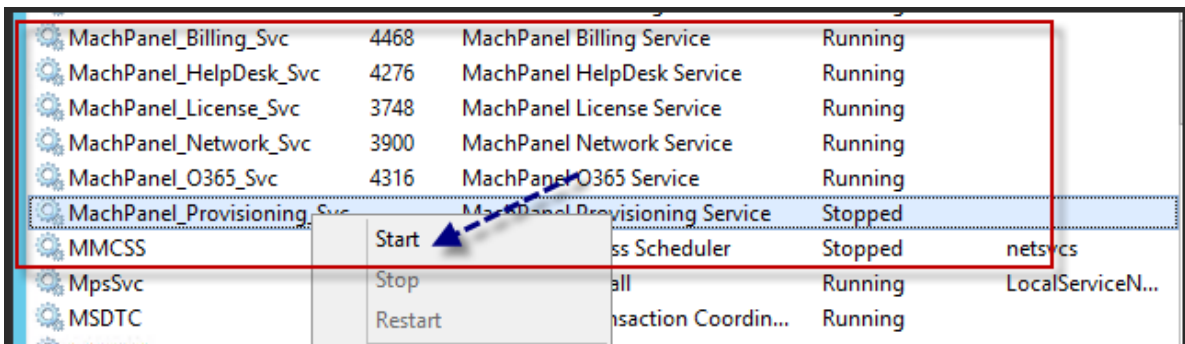 MachPanel_Billing_Svc 4468 MachPanel Billing Service Running
MachPanel_HelpDesk_Svc 4276 MachPanel HelpDesk Service Running
MachPanel_License_Svc 3748 MachPanel License Service Running
MachPanel_Network_Svc 3900 MachPanel Network Service Running
MachPanel_O365_Svc 4316 MachPanel O365 Service Running
MachPanel_Provisioning_Svc MachPanel Provisioning Service Stopped
MMCSS Start ss Scheduler Stopped netsvcs
MpsSvc Stop all Running LocalServiceN...
MSDTC Restart nsaction Coordin... Running